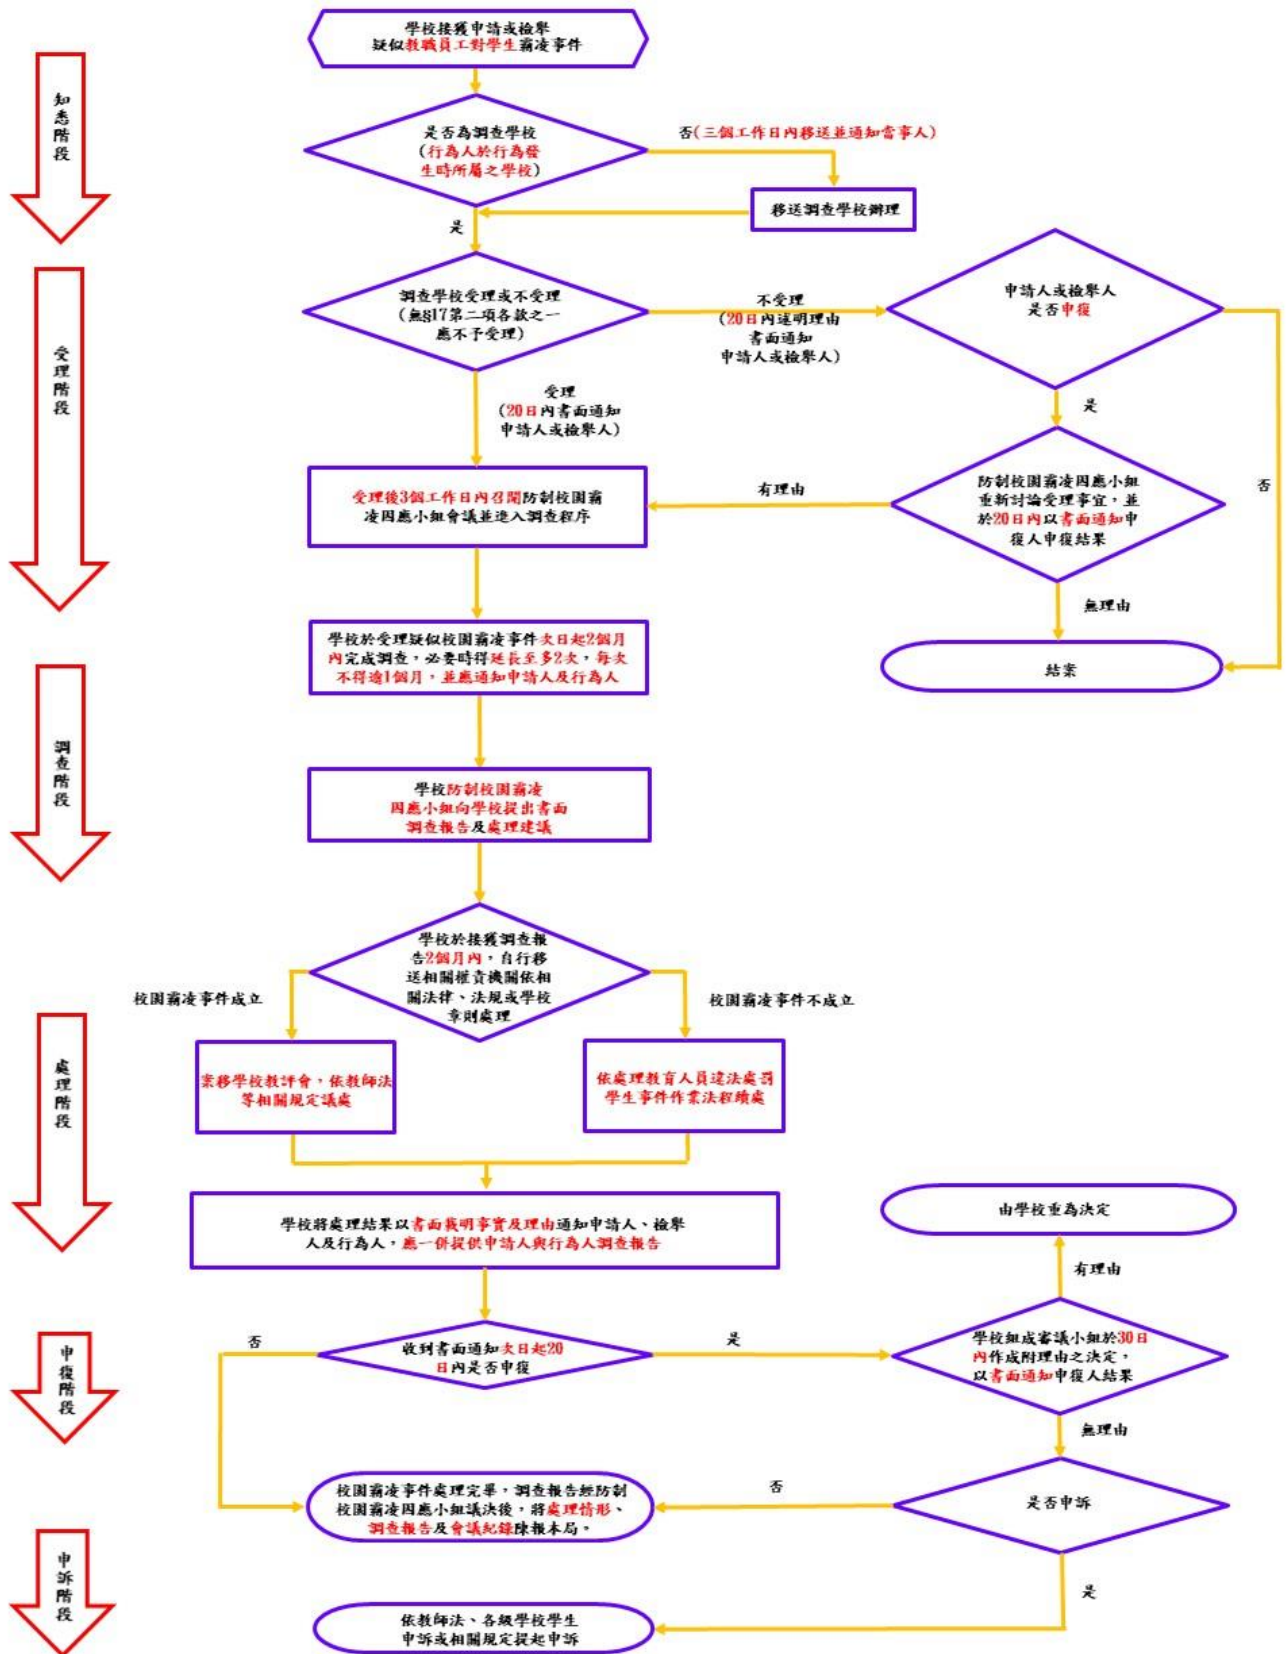 學校接獲申請或檢舉
疑似教職員工對學生霸凌事件
知悉階段
是否為調查學校
(行為人於行為發
生時所屬之學校)
否(三個工作日內移送並通知當事人)
移送調查學校辦理
是
受理階段
調查學校受理或不受理
(無§17第二項各款之一
應不予受理)
不受理
(20日內述明理由
書面通知
申請人或檢舉人)
申請人或檢舉人
是否申復
受理
(20日內書面通知
申請人或檢舉人)
是
否
受理後3個工作日內召開防制校園霸
凌因應小組會議並進入調查程序
有理由
防制校園霸凌因應小組
重新討論受理事宜,並
於20日內以書面通知申
復人申復結果
無理由
結案
調查階段
學校於受理疑似校園霸凌事件次日起2個月
內完成調查,必要時得延長至多2次,每次
不得逾1個月,並應通知申請人及行為人
學校防制校園霸凌
因應小組向學校提出書面
調查報告及處理建議
處理階段
學校於接獲調查報
告2個月內,自行移
送相關權責機關依相
關法律、法規或學校
章則處理
校園霸凌事件成立
校園霸凌事件不成立
案移學校教評會,依教師法
等相關規定議處
依處理教育人員違法處罰
學生事件作業法程續處
學校將處理結果以書面載明事實及理由通知申請人、檢舉
人及行為人,應一併提供申請人與行為人調查報告
由學校重為決定
有理由
申復階段
否
收到書面通知次日起20
日內是否申復
是
學校組成審議小組於30日
內作成附理由之決定,
以書面通知申復人結果
無理由
校園霸凌事件處理完畢,調查報告經防制
校園霸凌因應小組議決後,將處理情形、
調查報告及會議紀錄陳報本局。
否
是否申訴
申訴階段
是
依教師法、各級學校學生
申訴或相關規定提起申訴